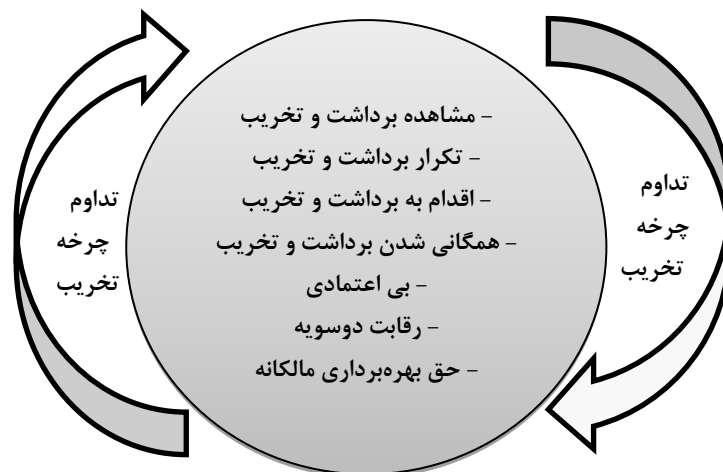 – مشاهده برداشت و تخریب
– تکرار برداشت و تخریب
– اقدام به برداشت و تخریب
– همگانی شدن برداشت و تخریب
– بی اعتمادی
– رقابت دوسویه
– حق بهره‌برداری مالکانه
تداوم
چرخه
تخریب
تداوم
چرخه
تخریب